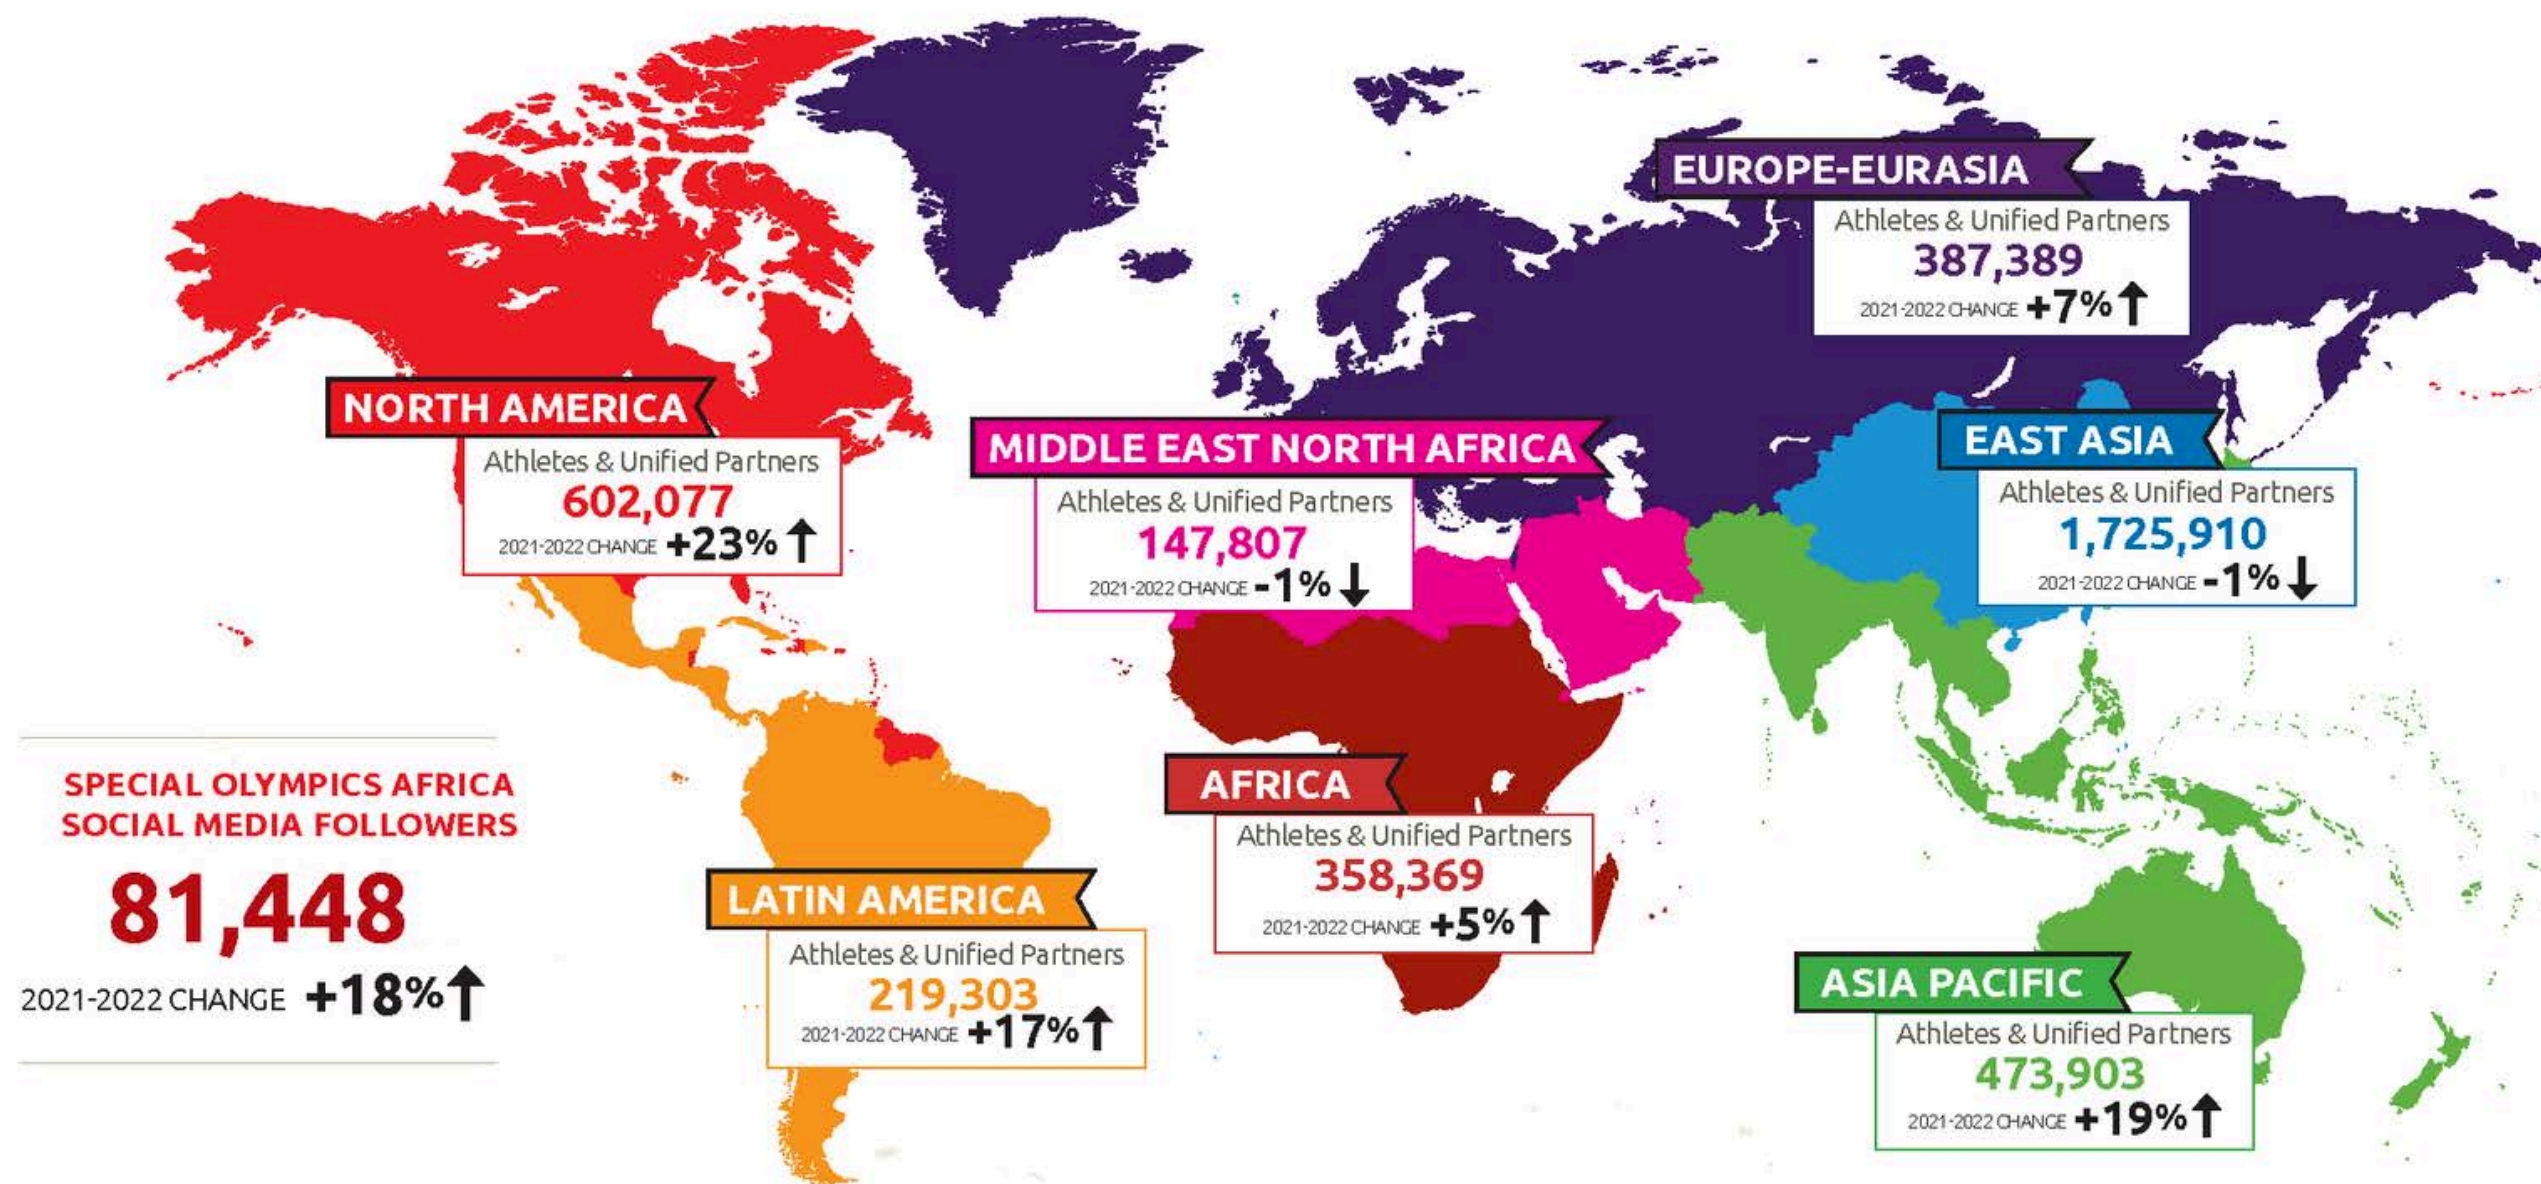 EUROPE-EURASIA
Athletes & Unified Partners
387,389
2021-2022 CHANGE +7%
NORTH AMERICA
Athletes & Unified Partners
602,077
2021-2022 CHANGE +23%
MIDDLE EAST NORTH AFRICA
Athletes & Unified Partners
147,807
2021-2022 CHANGE -1%
EAST ASIA
Athletes & Unified Partners
1,725,910
2021-2022 CHANGE -1%
SPECIAL OLYMPICS AFRICA
SOCIAL MEDIA FOLLOWERS
81,448
2021-2022 CHANGE +18%
AFRICA
Athletes & Unified Partners
358,369
2021-2022 CHANGE +5%
LATIN AMERICA
Athletes & Unified Partners
219,303
2021-2022 CHANGE +17%
ASIA PACIFIC
Athletes & Unified Partners
473,903
2021-2022 CHANGE +19%